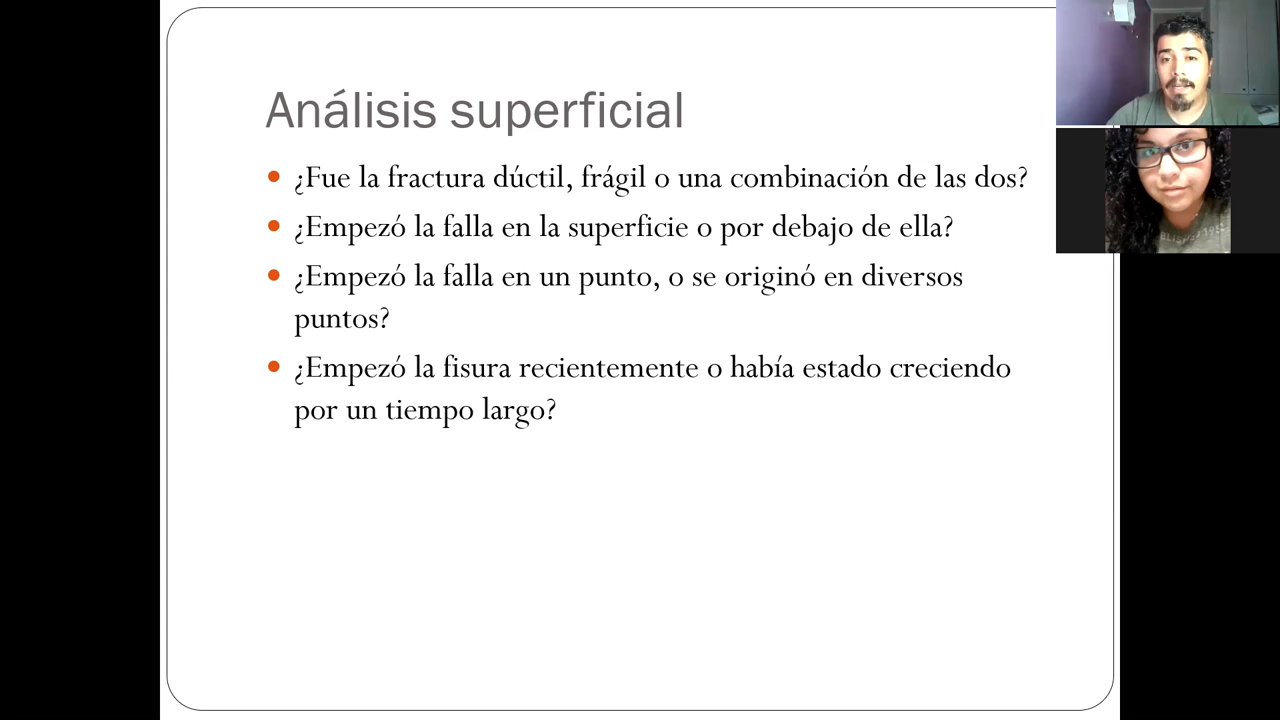 Análisis superficial
¿Fue la fractura dúctil, frágil o una combinación de las dos?
¿Empezó la falla en la superficie o por debajo de ella?
¿Empezó la falla en un punto, o se originó en diversos
puntos?
¿Empezó la fisura recientemente o había estado creciendo
por un tiempo largo?